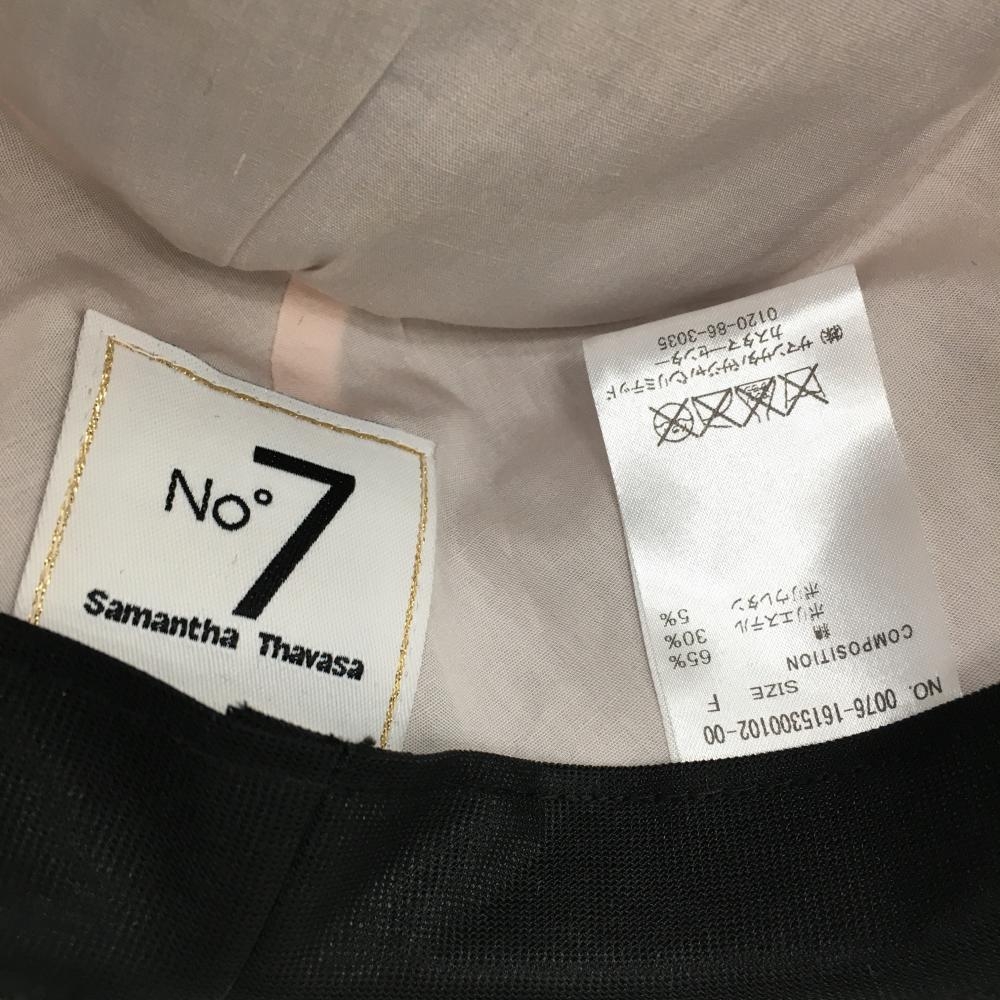 No° 7
Samantha Thavasa
NO. 0076-1615300102-00
SIZE F
COMPOSITION
綿 65%
ポリエステル 30%
ポリウレタン 5%
㈱サマンサタバサジャパンリミテッド
カスタマーセンター
0120-86-3035